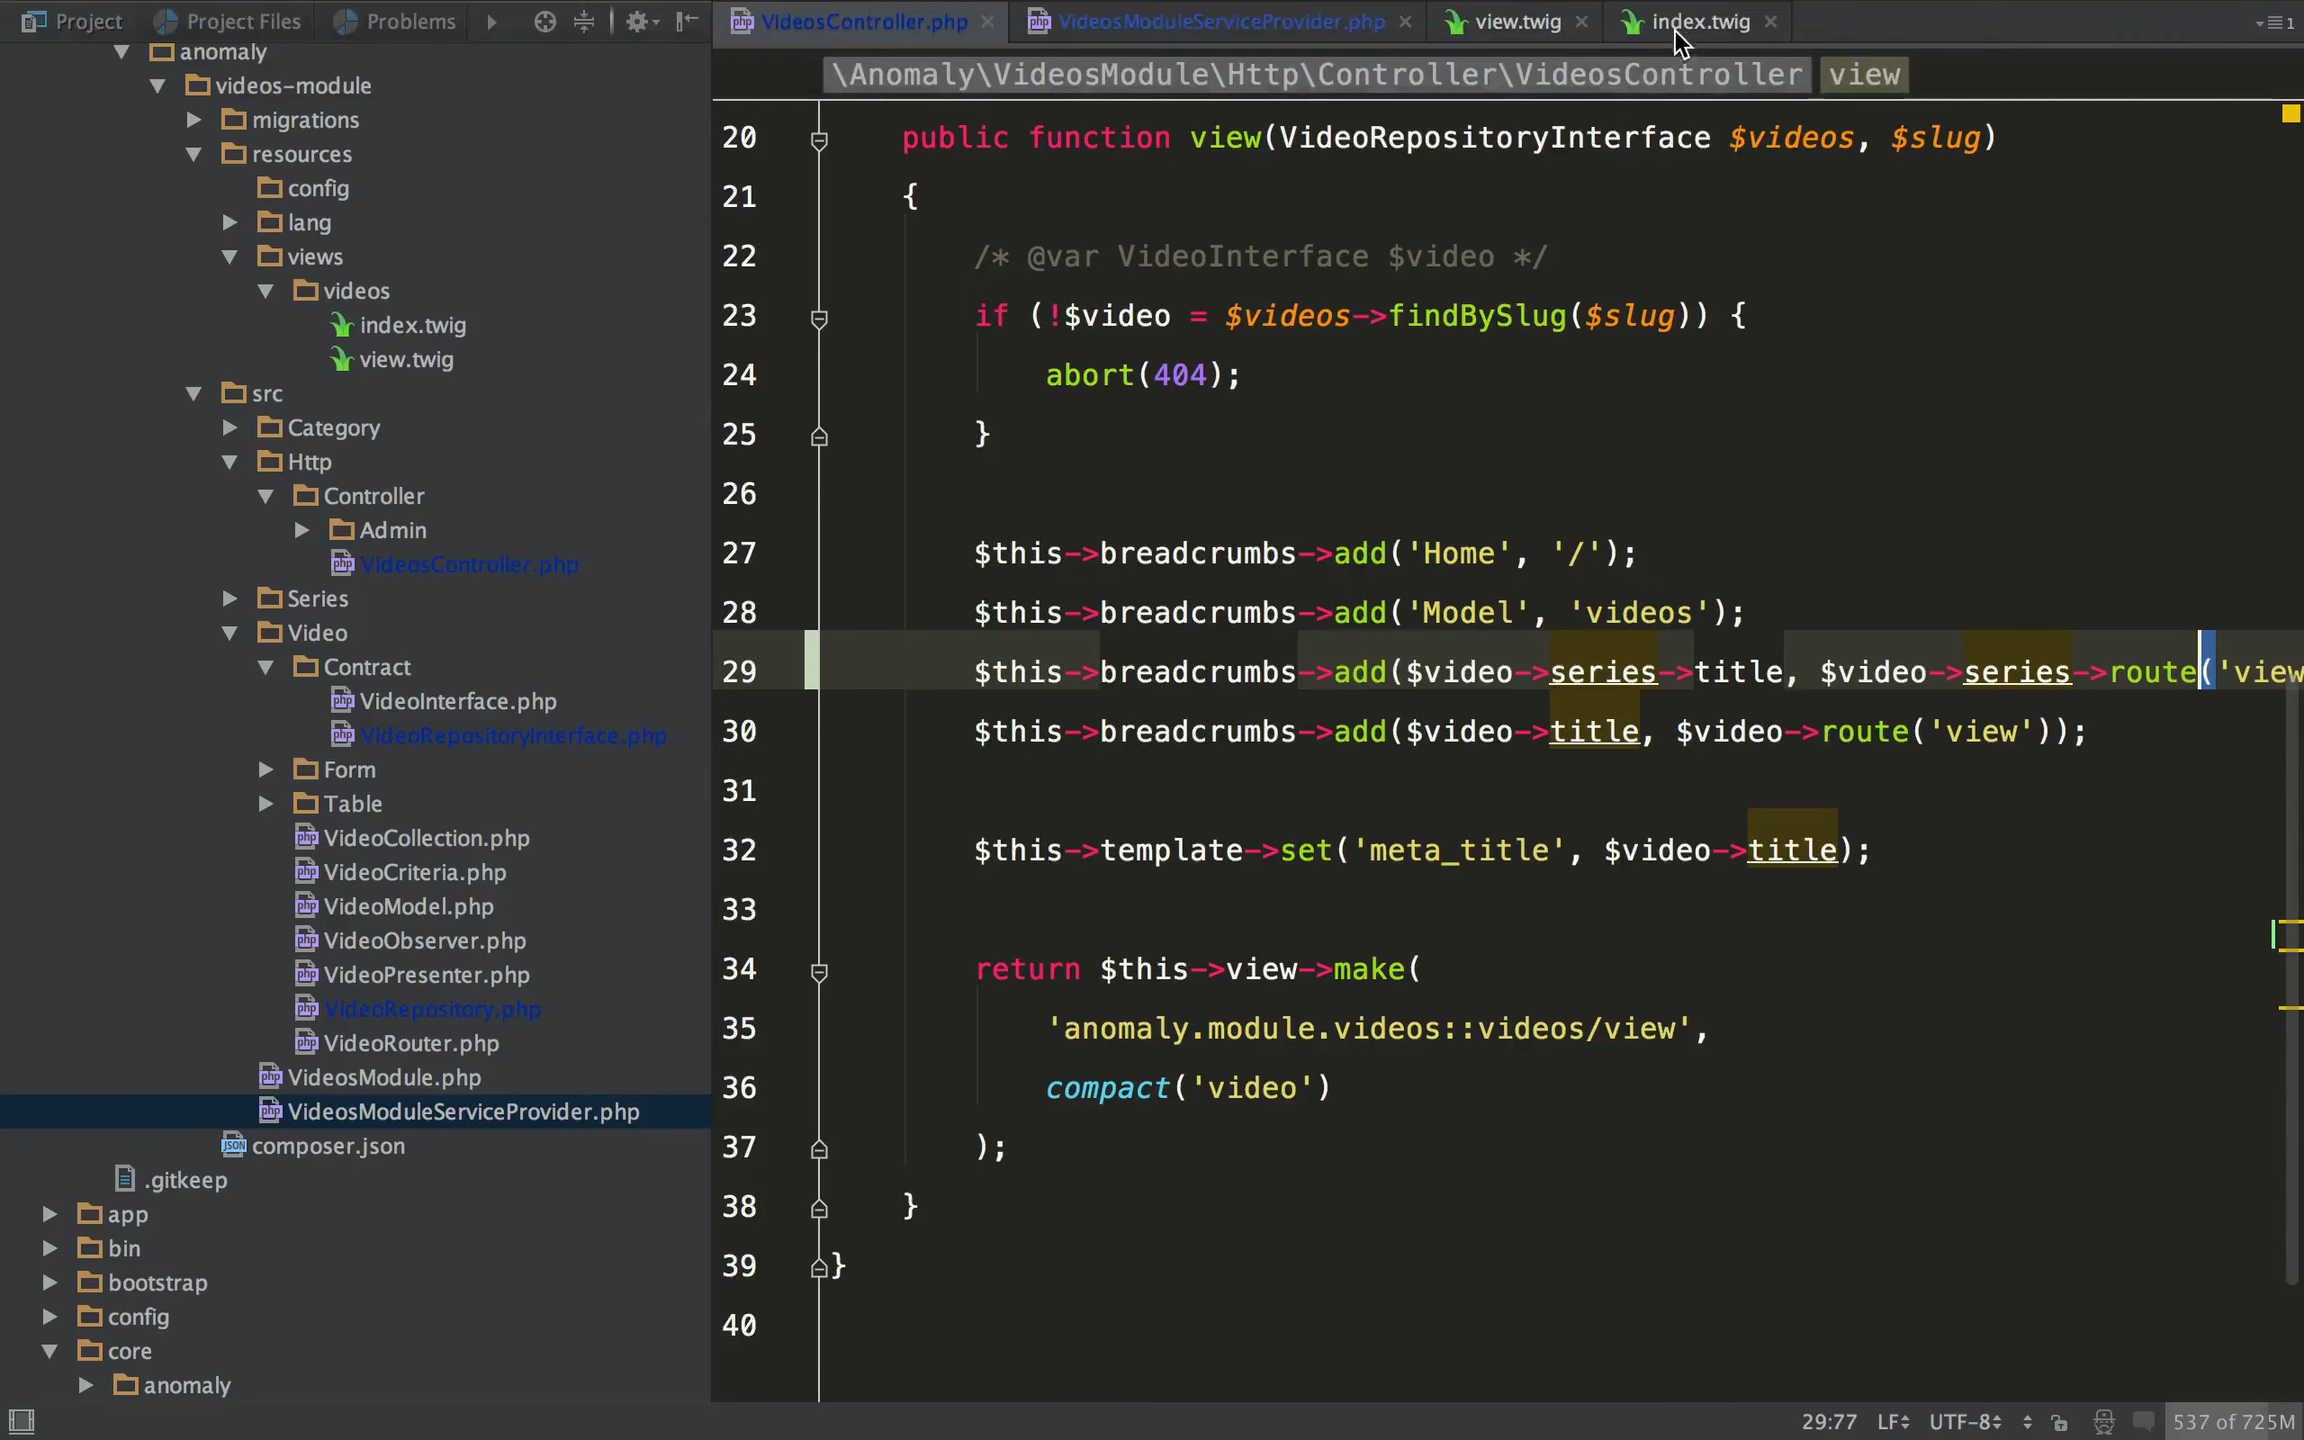 Project Project Files Problems
anomaly
videos-module
migrations
resources
config
lang
views
videos
index.twig
view.twig
src
Category
Http
Controller
Admin
VideosController.php
Series
Video
Contract
VideoInterface.php
VideoRepositoryInterface.php
Form
Table
VideoCollection.php
VideoCriteria.php
VideoModel.php
VideoObserver.php
VideoPresenter.php
VideoRepository.php
VideoRouter.php
VideosModule.php
VideosModuleServiceProvider.php
composer.json
.gitkeep
app
bin
bootstrap
config
core
anomaly
VideosController.php VideosModuleServiceProvider.php view.twig index.twig 1
\Anomaly\VideosModule\Http\Controller\VideosController view
20 public function view(VideoRepositoryInterface $videos, $slug)
21 {
22 /* @var VideoInterface $video */
23 if (!$video = $videos->findBySlug($slug)) {
24 abort(404);
25 }
26
27 $this->breadcrumbs->add('Home', '/');
28 $this->breadcrumbs->add('Model', 'videos');
29 $this->breadcrumbs->add($video->series->title, $video->series->route('view
30 $this->breadcrumbs->add($video->title, $video->route('view'));
31
32 $this->template->set('meta_title', $video->title);
33
34 return $this->view->make(
35 'anomaly.module.videos::videos/view',
36 compact('video')
37 );
38 }
39 }
40
29:77 LF UTF-8 537 of 725M